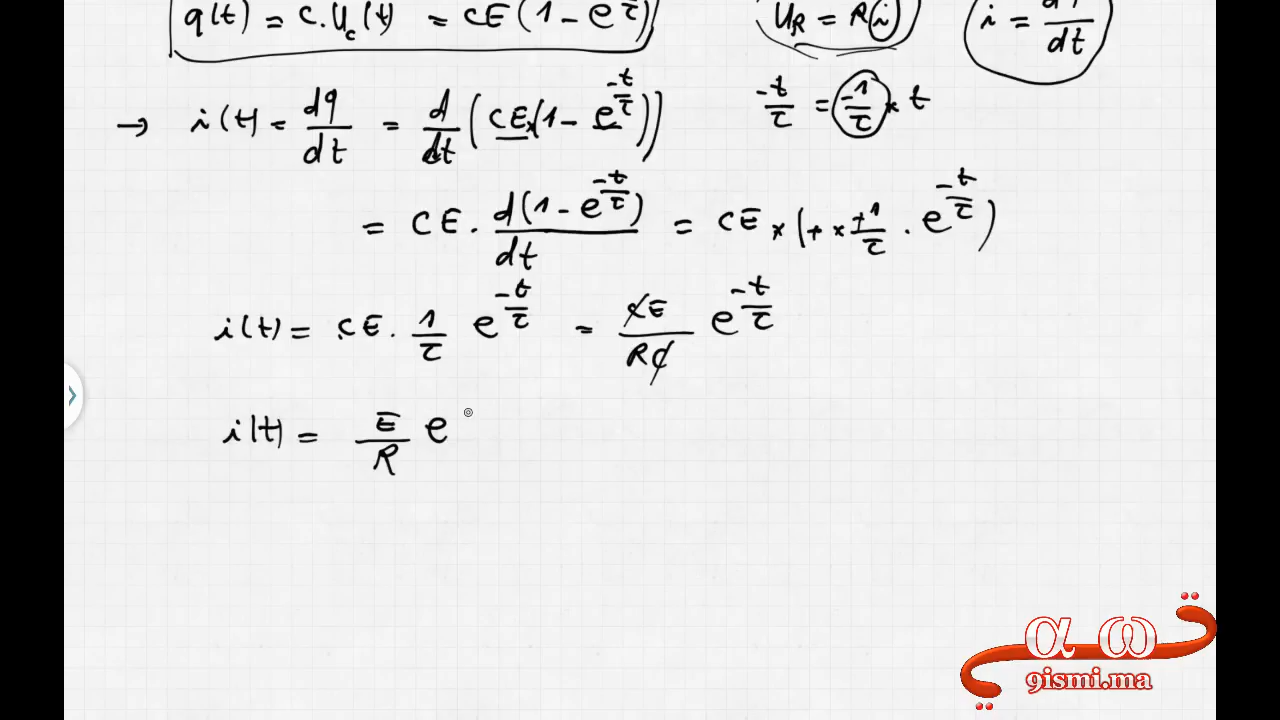 q(t) = C.U_c(t) = CE(1 - e^{-t/τ}) U_R = Ri i = dq/dt
→ i(t) = dq/dt = d/dt (CE×(1 - e^{-t/τ})) -t/τ = -1/τ × t
= CE . d(1 - e^{-t/τ})/dt = CE × (+ × +1/τ . e^{-t/τ})
i(t) = CE . 1/τ e^{-t/τ} = CE/RC e^{-t/τ}
i(t) = E/R e
α ω ق
9ismi.ma